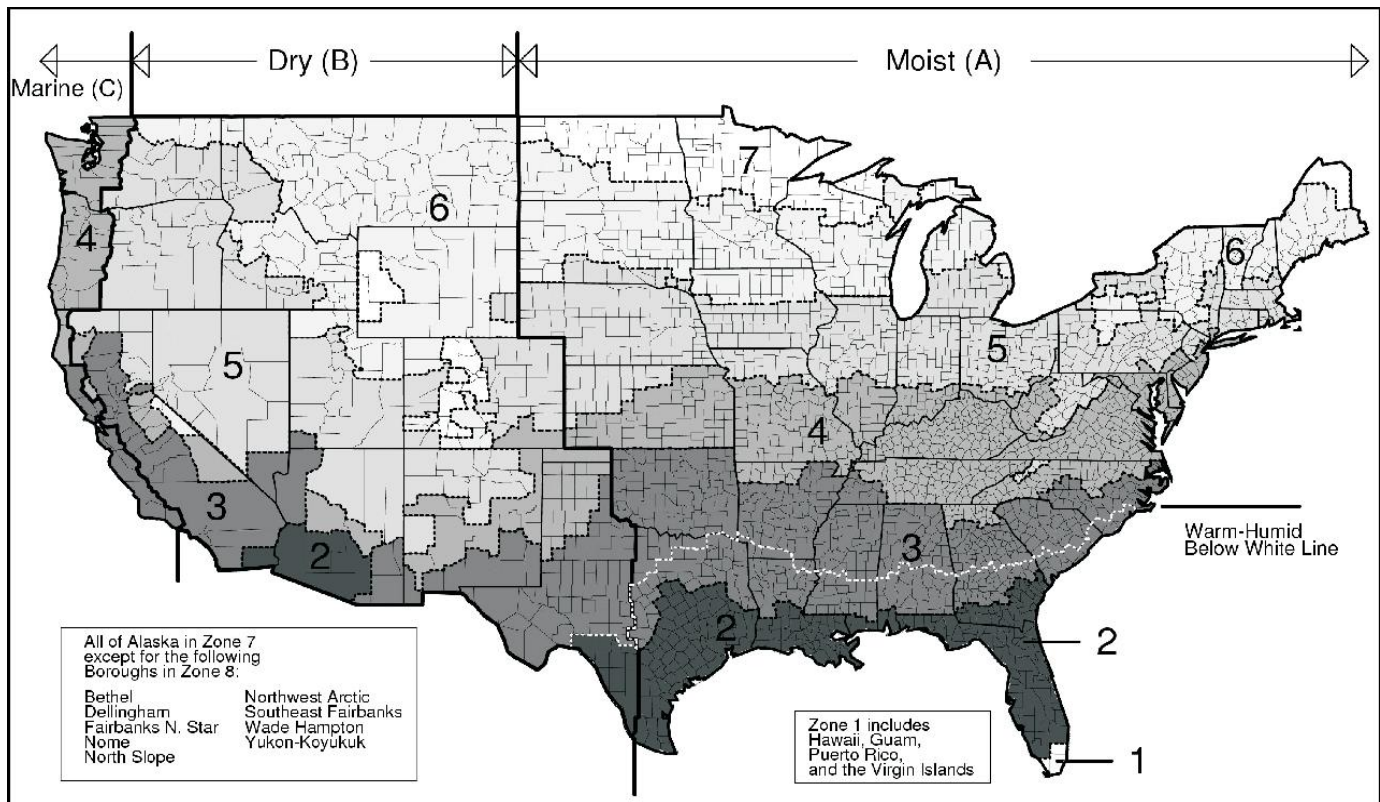 Dry (B)
Moist (A)
Marine (C)
7
6
4
6
5
5
4
3
3
2
2
2
1
Warm-Humid
Below White Line
All of Alaska in Zone 7
except for the following
Boroughs in Zone 8:
Bethel
Dellingham
Fairbanks N. Star
Nome
North Slope
Northwest Arctic
Southeast Fairbanks
Wade Hampton
Yukon-Koyukuk
Zone 1 includes
Hawaii, Guam,
Puerto Rico,
and the Virgin Islands